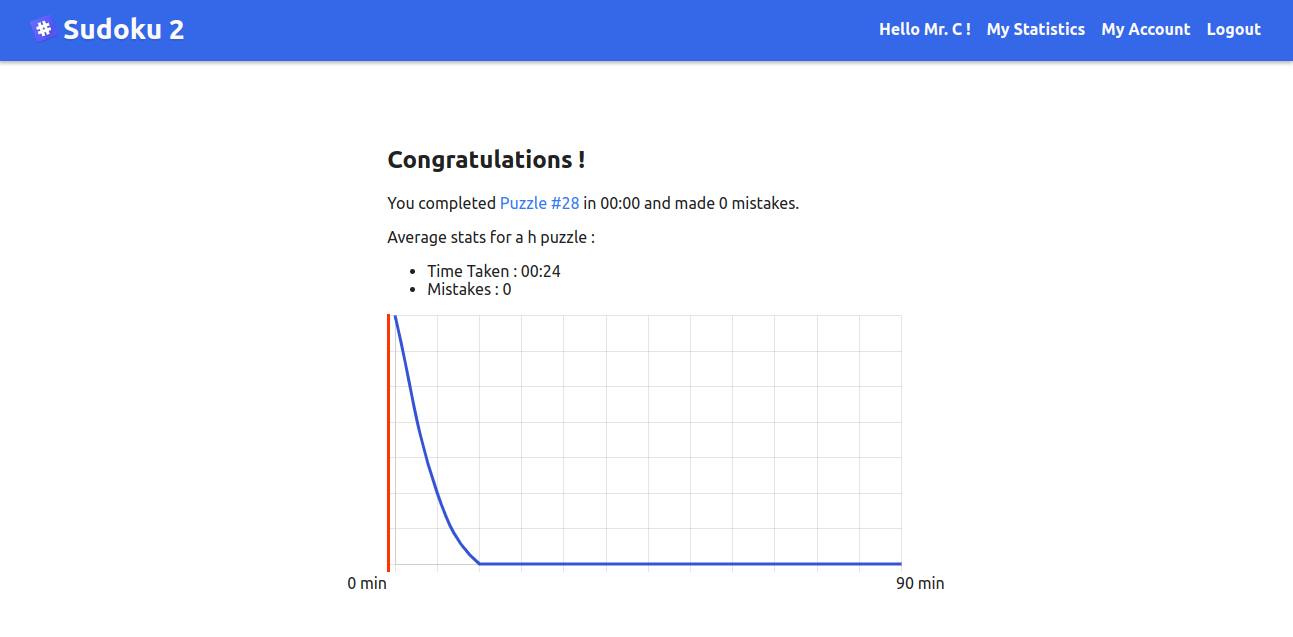 Sudoku 2
Hello Mr. C ! My Statistics My Account Logout
Congratulations !
You completed Puzzle #28 in 00:00 and made 0 mistakes.
Average stats for a h puzzle :
• Time Taken : 00:24
• Mistakes : 0
0 min 90 min